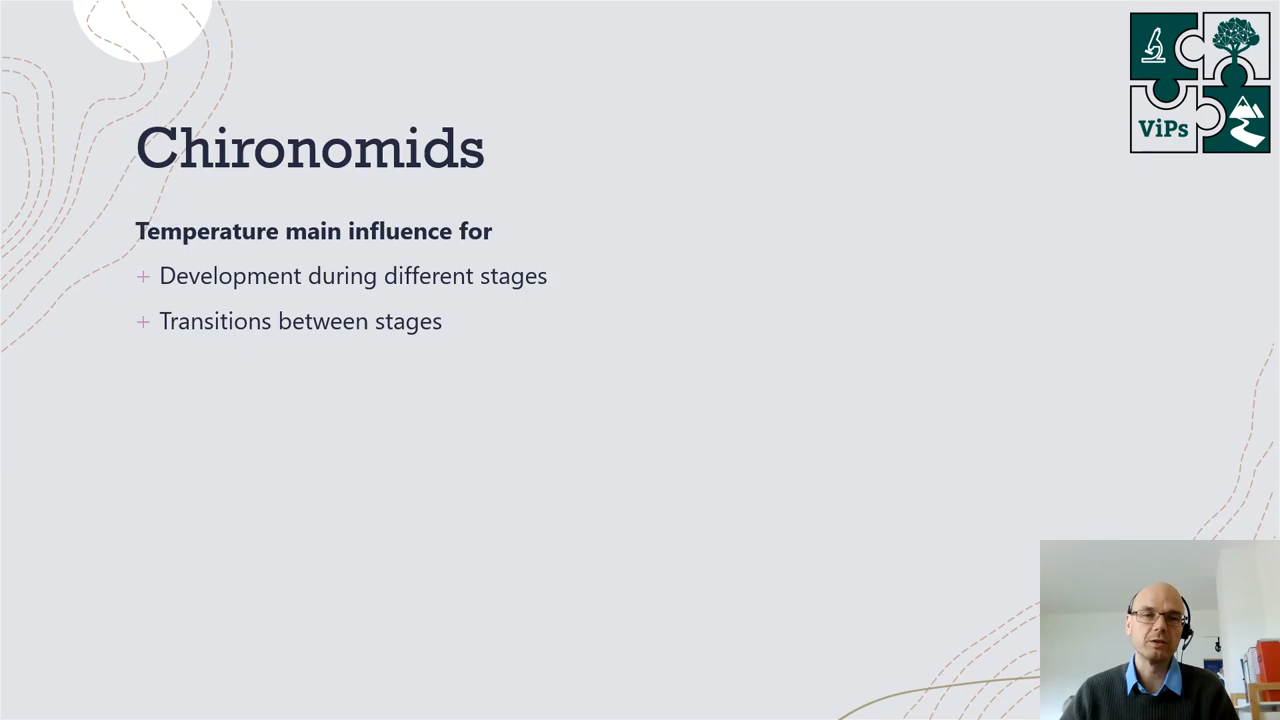 ViPs
Chironomids
Temperature main influence for
+ Development during different stages
+ Transitions between stages